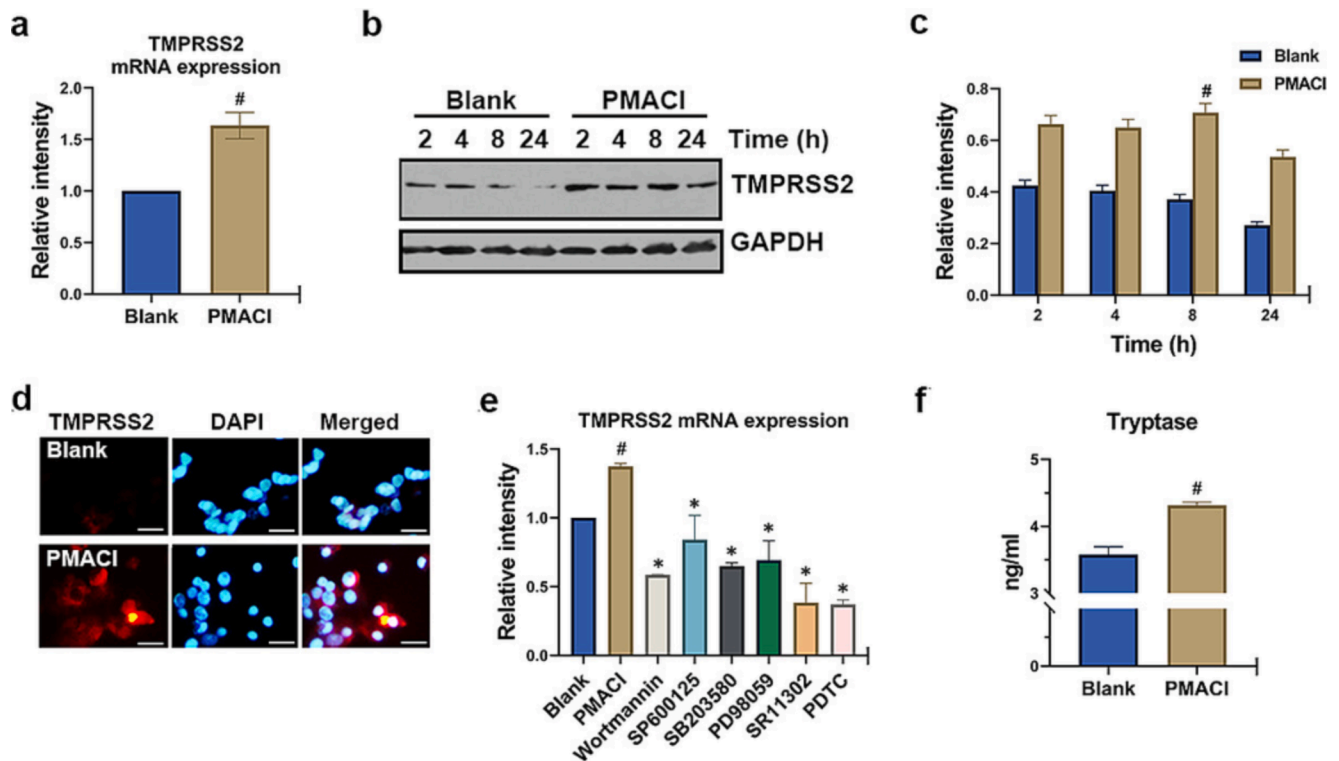 a
TMPRSS2
mRNA expression
Relative intensity
2.0
1.5
1.0
0.5
0.0
#
Blank
PMACI
b
Blank PMACI
2 4 8 24 2 4 8 24 Time (h)
TMPRSS2
GAPDH
c
Blank
PMACI
Relative intensity
0.8
0.6
0.4
0.2
0.0
#
2 4 8 24
Time (h)
d
TMPRSS2 DAPI Merged
Blank
PMACI
e
TMPRSS2 mRNA expression
Relative intensity
1.5
1.0
0.5
0.0
#
*
*
*
*
*
*
Blank
PMACI
Wortmannin
SP600125
SB203580
PD98059
SR11302
PDTC
f
Tryptase
ng/ml
5
4
3
0
#
Blank
PMACI